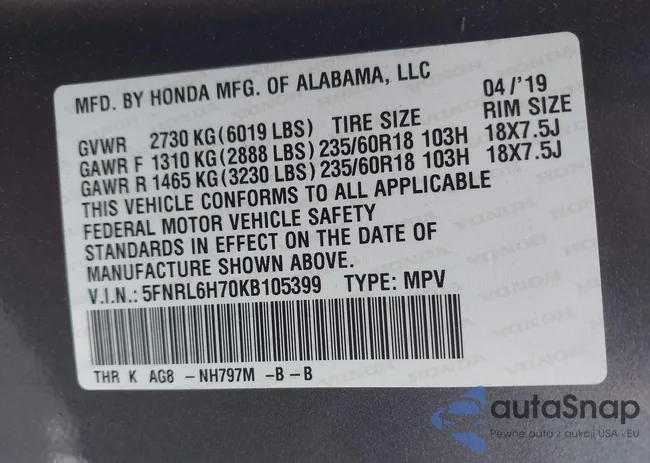 MFD. BY HONDA MFG. OF ALABAMA, LLC 04/'19
GVWR 2730 KG(6019 LBS) TIRE SIZE RIM SIZE
GAWR F 1310 KG(2888 LBS)235/60R18 103H 18X7.5J
GAWR R 1465 KG(3230 LBS)235/60R18 103H 18X7.5J
THIS VEHICLE CONFORMS TO ALL APPLICABLE
FEDERAL MOTOR VEHICLE SAFETY
STANDARDS IN EFFECT ON THE DATE OF
MANUFACTURE SHOWN ABOVE.
V.I.N.: 5FNRL6H70KB105399 TYPE: MPV
THR K AG8 -NH797M -B-B
autaSnap
Pewne auta z aukcji USA i EU